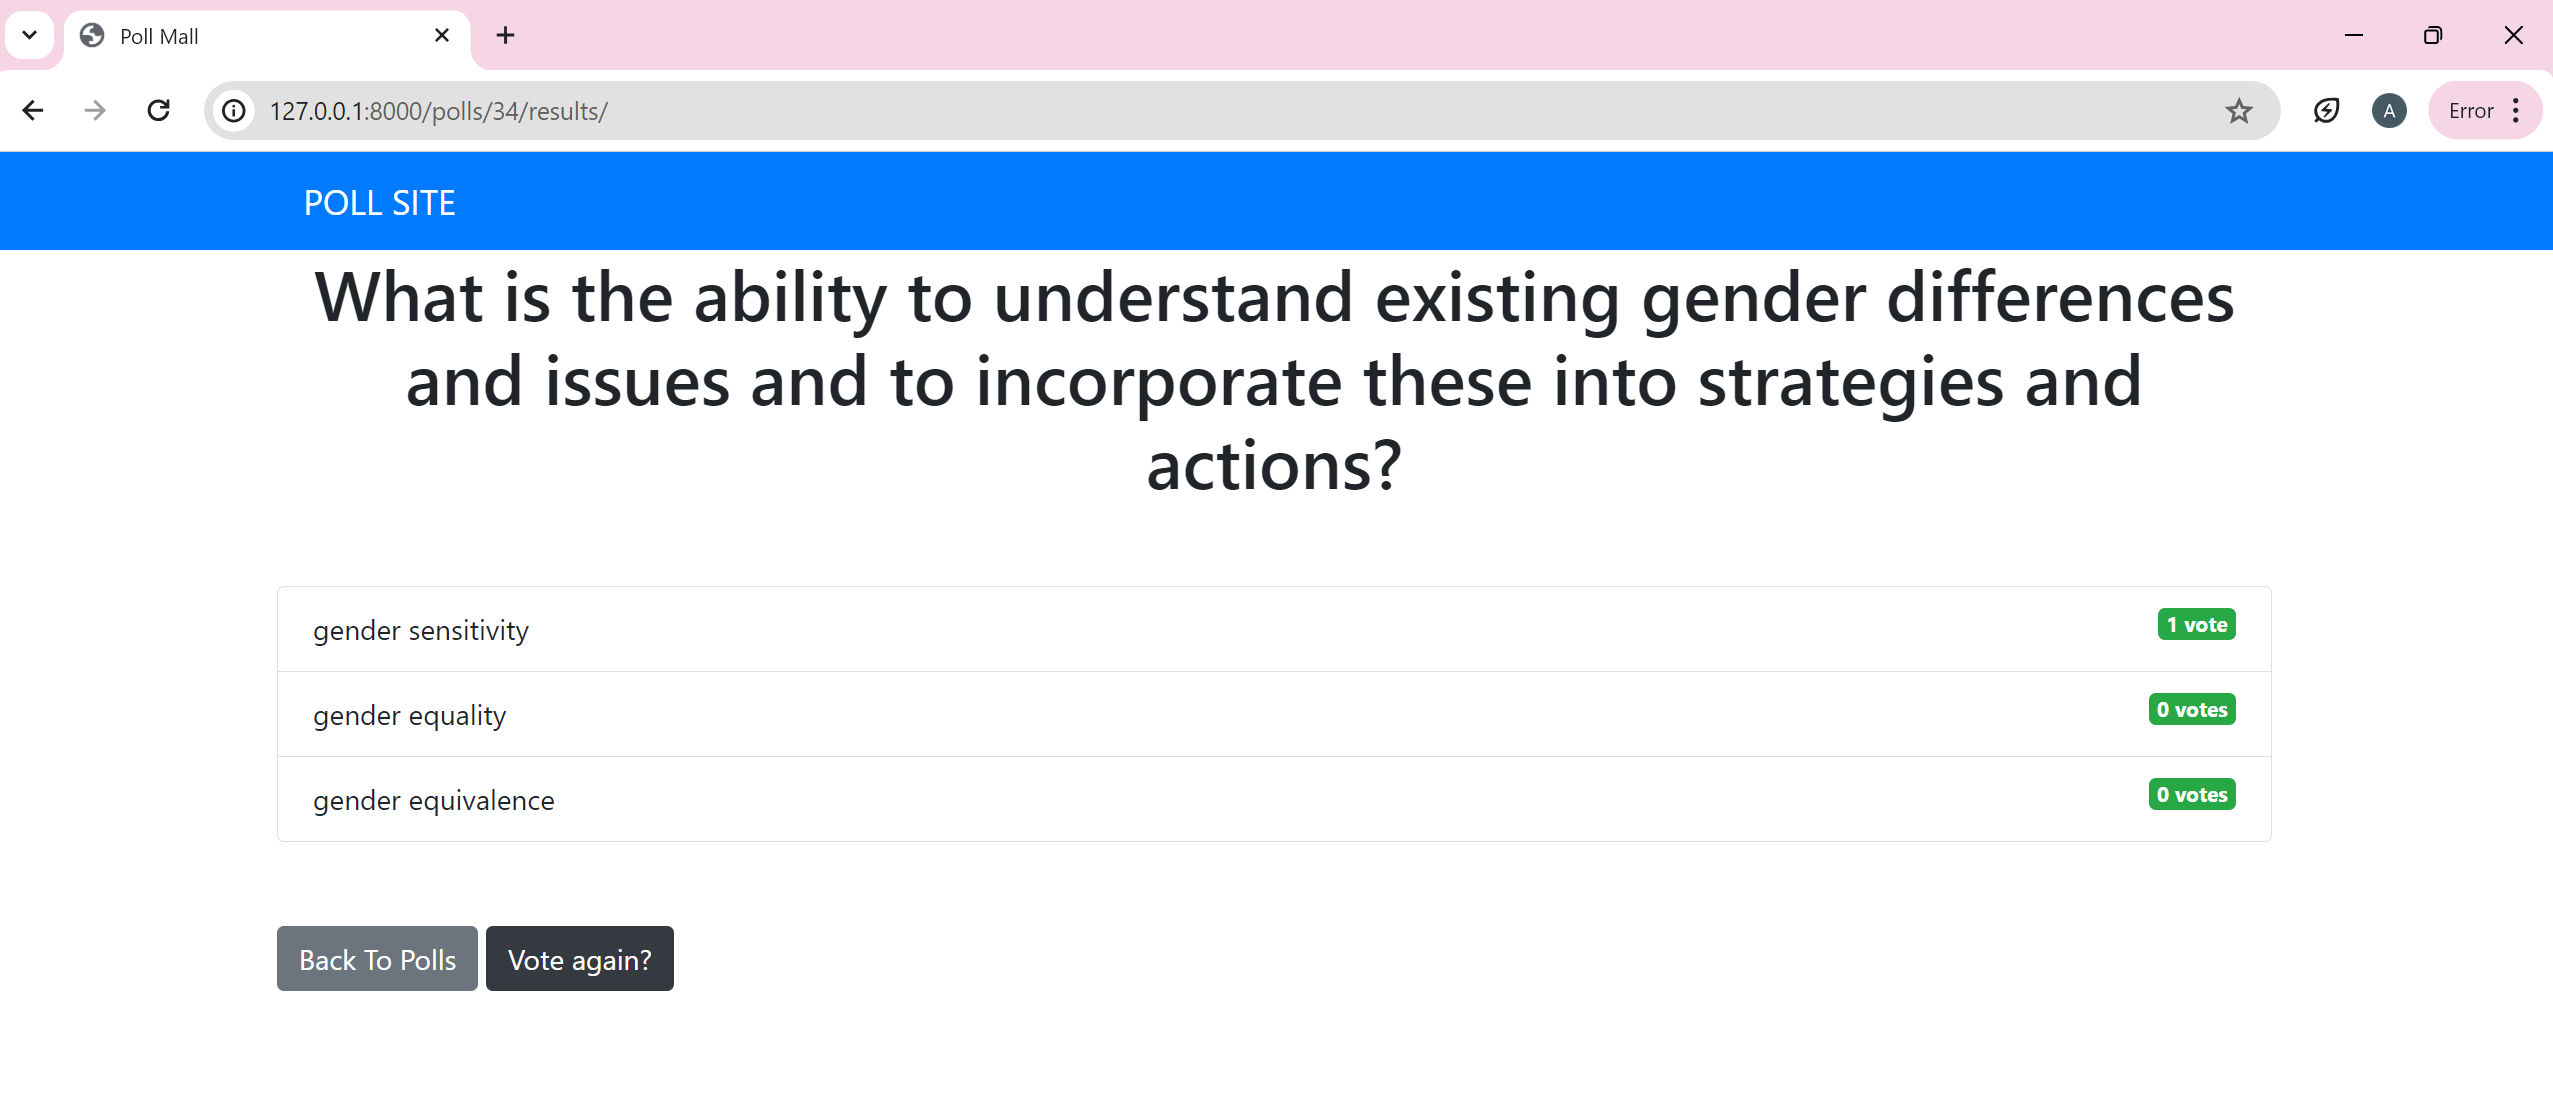 Poll Mall
127.0.0.1:8000/polls/34/results/
A
Error
POLL SITE
What is the ability to understand existing gender differences
and issues and to incorporate these into strategies and
actions?
gender sensitivity 1 vote
gender equality 0 votes
gender equivalence 0 votes
Back To Polls Vote again?